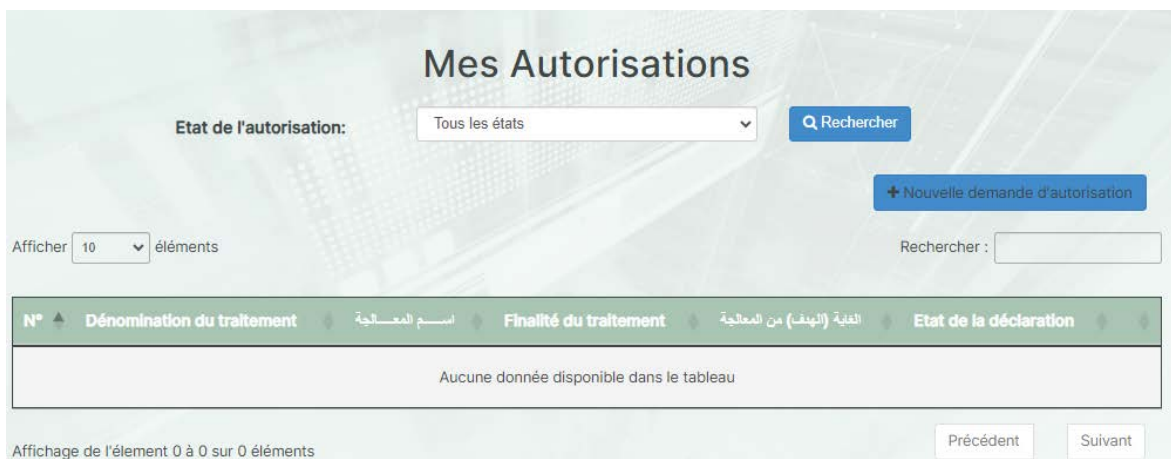 Mes Autorisations
Etat de l'autorisation: Tous les états Rechercher
+ Nouvelle demande d'autorisation
Afficher 10 éléments Rechercher :
N° Dénomination du traitement اســـم المعـــــالجة Finalité du traitement الغاية (الهدف) من المعالجة Etat de la déclaration
Aucune donnée disponible dans le tableau
Affichage de l'élement 0 à 0 sur 0 éléments Précédent Suivant